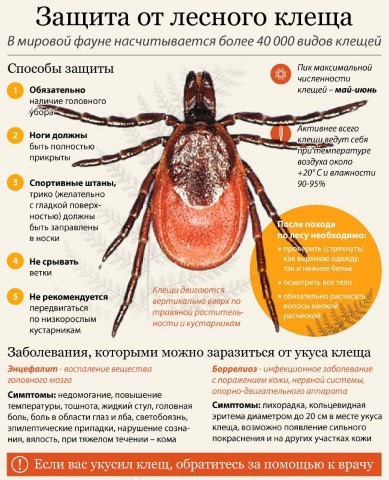 Защита от лесного клеща
В мировой фауне насчитывается более 40 000 видов клещей
Способы защиты
1 Обязательно
наличие головного
убора
2 Ноги должны
быть полностью
прикрыты
3 Спортивные штаны,
трико (желательно
с гладкой поверх-
ностью) должны
быть заправлены
в носки
4 Не срывать
ветки
5 Не рекомендуется
передвигаться
по низкорослым
кустарникам
Пик максимальной
численности
клещей – май-июнь
Активнее всего
клещи ведут себя
при температуре
воздуха около
+20° С и влажности
90-95%
После похода
по лесу необходимо:
• проверить (стряхнуть)
как верхнюю одежду,
так и нижнее белье
• осмотреть все тело
• обязательно расчесать
волосы мелкой
расческой
Клещи двигаются
вертикально вверх по
травяной раститель-
ности и кустарникам
Заболевания, которыми можно заразиться от укуса клеща
Энцефалит - воспаление вещества
головного мозга
Симптомы: недомогание, повышение
температуры, тошнота, жидкий стул, головная
боль, боль в области глаз и лба, светобоязнь,
эпилептические припадки, нарушение созна-
ния, вялость, при тяжелом течении – кома
Боррелиоз - инфекционное заболевание
с поражением кожи, нервной системы,
опорно-двигательного аппарата
Симптомы: лихорадка, кольцевидная
эритема диаметром до 20 см в месте укуса
клеща, возможно появление сильного
покраснения и на других участках кожи
! Если вас укусил клещ, обратитесь за помощью к врачу